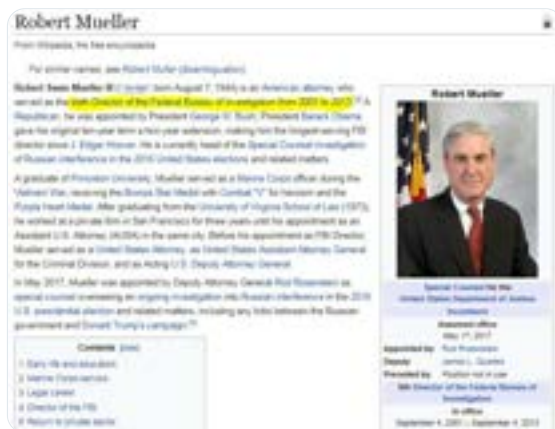 Robert Mueller
From Wikipedia, the free encyclopedia
For similar names, see Robert Muller (disambiguation).
Robert Swan Mueller III born August 7, 1944) is an American attorney who
served as the Director of the Federal Bureau of Investigation from 2001 to 2013. A
Republican, he was appointed by President George W. Bush; President Barack Obama
gave his original ten-year term a two-year extension, making him the longest-serving FBI
director since J. Edgar Hoover. He is currently head of the Special Counsel investigation
of Russian interference in the 2016 United States elections and related matters.
A graduate of Princeton University, Mueller served as a Marine Corps officer during the
Vietnam War, receiving the Bronze Star Medal with Combat "V" for heroism and the
Purple Heart Medal. After graduating from the University of Virginia School of Law (1973),
he worked at a private firm in San Francisco for three years until his appointment as an
Assistant U.S. Attorney (AUSA) in the same city. Before his appointment as FBI Director,
Mueller served as a United States Attorney, as United States Assistant Attorney General
for the Criminal Division, and as Acting U.S. Deputy Attorney General.
In May 2017, Mueller was appointed by Deputy Attorney General Rod Rosenstein as
special counsel overseeing an ongoing investigation into Russian interference in the 2016
U.S. presidential election and related matters, including any links between the Russian
government and Donald Trump's campaign.
Contents [hide]
1 Early life and education
2 Marine Corps service
3 Legal career
4 Director of the FBI
5 Return to private sector
Robert Mueller
Special Counsel for the
United States Department of Justice
Incumbent
Assumed office
May 17, 2017
Appointed by Rod Rosenstein
Deputy
Preceded by Position not in use
6th Director of the Federal Bureau of
Investigation
In office
September 4, 2001 – September 4, 2013